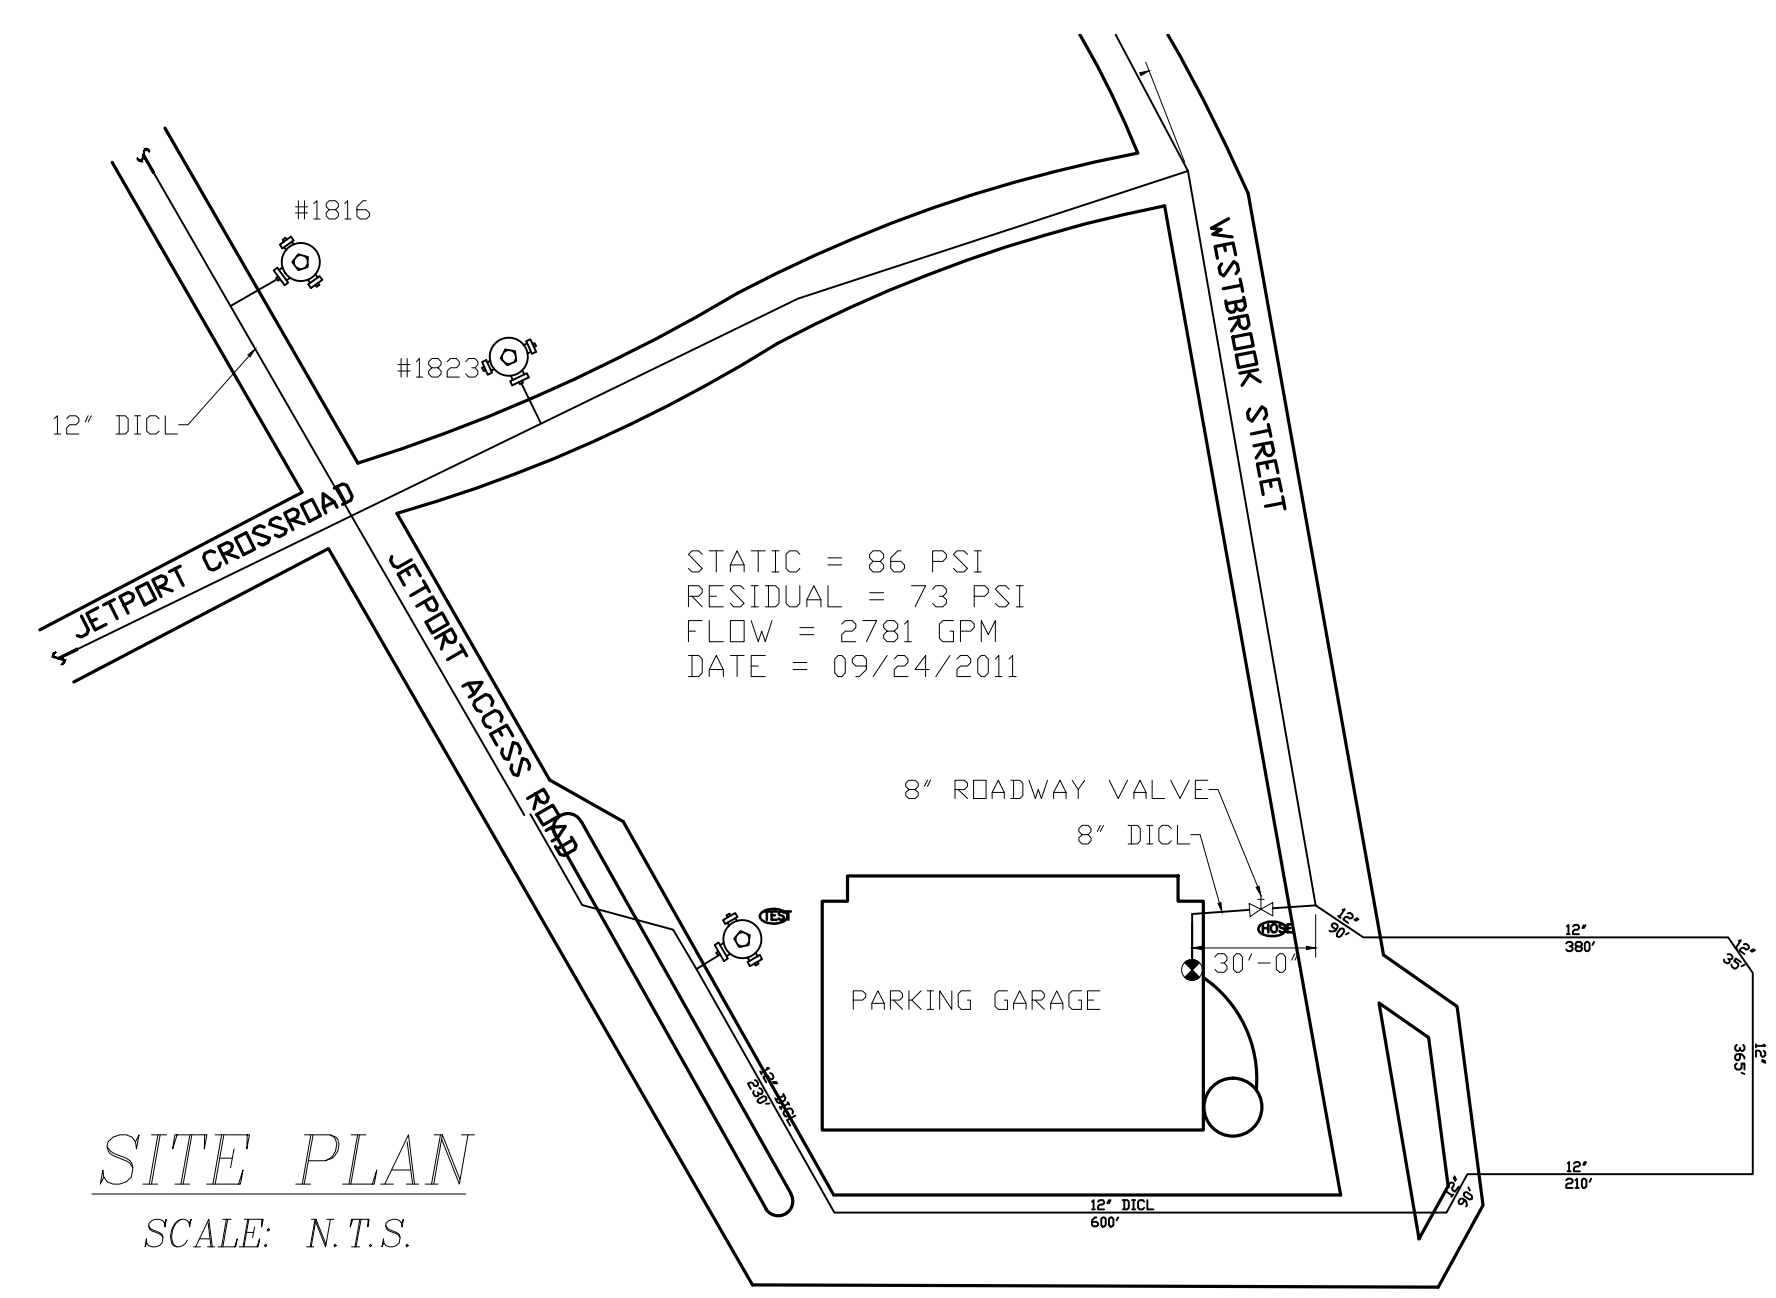 #1816
#1823
12" DICL
JETPORT CROSSROAD
WESTBROOK STREET
JETPORT ACCESS ROAD
STATIC = 86 PSI
RESIDUAL = 73 PSI
FLOW = 2781 GPM
DATE = 09/24/2011
8" ROADWAY VALVE
8" DICL
TEST
HOSE
30'-0"
12"
90'
12"
380'
12"
35'
12"
365'
PARKING GARAGE
12" DICL
230'
12"
210'
12"
90'
12" DICL
600'
SITE PLAN
SCALE: N.T.S.